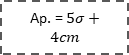 Ap. = 5σ +
4cm